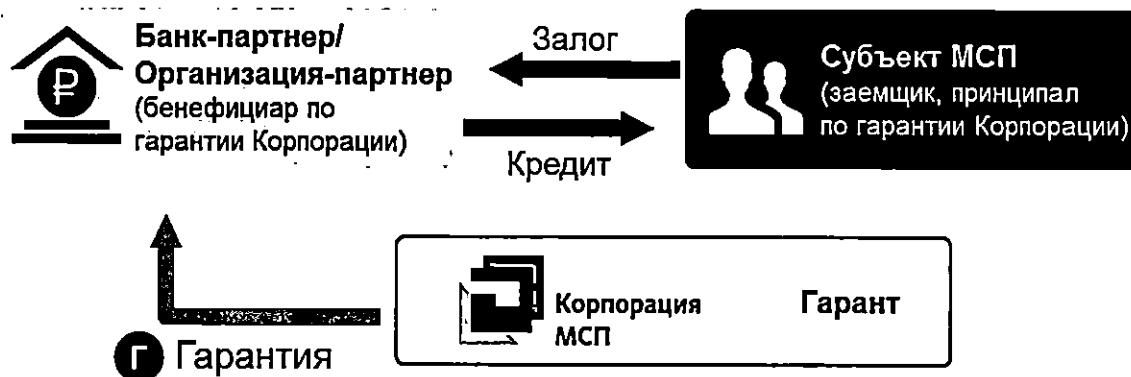 Банк-партнер/
Организация-партнер
(бенефициар по
гарантии Корпорации)
Залог
Кредит
Субъект МСП
(заемщик, принципал
по гарантии Корпорации)
Корпорация
МСП
Гарант
Г Гарантия